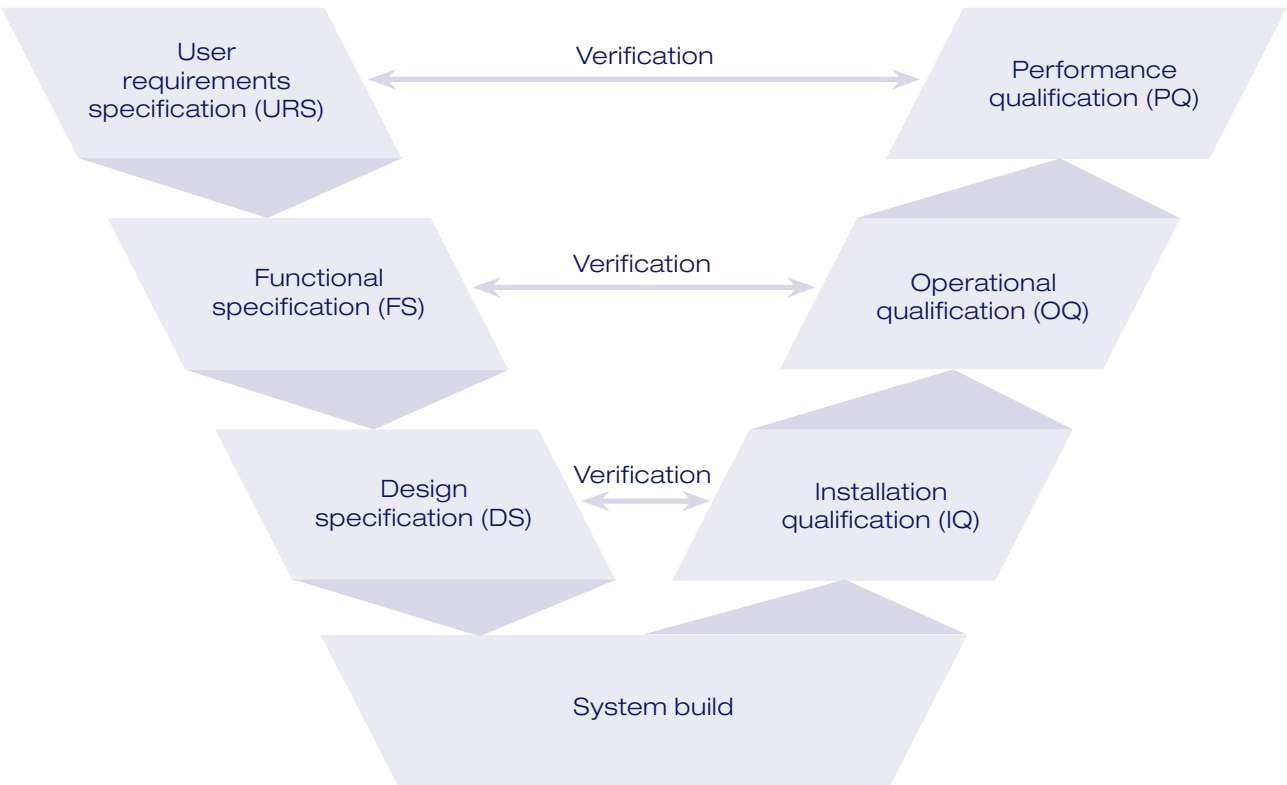 User
requirements
specification (URS)
Verification
Performance
qualification (PQ)
Functional
specification (FS)
Verification
Operational
qualification (OQ)
Design
specification (DS)
Verification
Installation
qualification (IQ)
System build